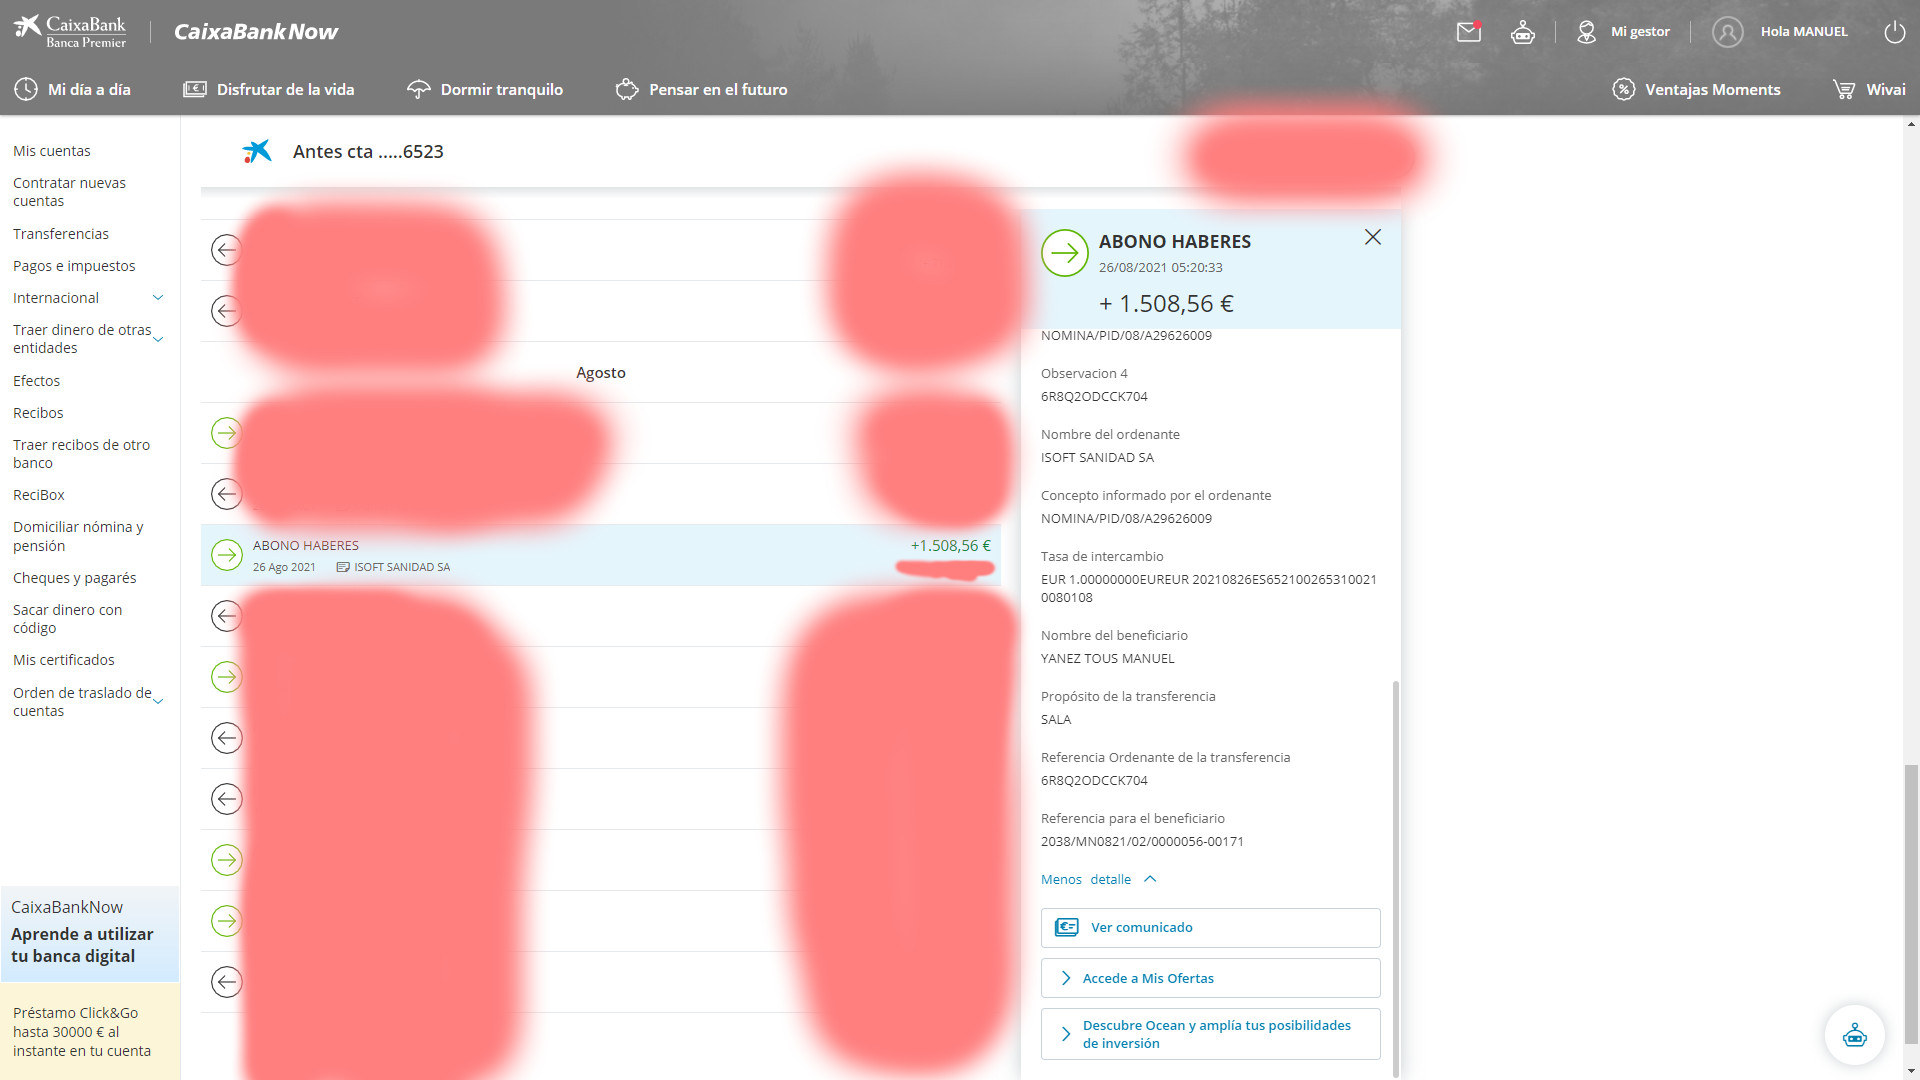 CaixaBank
Banca Premier
CaixaBankNow
Mi gestor
Hola MANUEL
Mi día a día
Disfrutar de la vida
Dormir tranquilo
Pensar en el futuro
Ventajas Moments
Wivai
Mis cuentas
Contratar nuevas
cuentas
Transferencias
Pagos e impuestos
Internacional
Traer dinero de otras
entidades
Efectos
Recibos
Traer recibos de otro
banco
ReciBox
Domiciliar nómina y
pensión
Cheques y pagarés
Sacar dinero con
código
Mis certificados
Orden de traslado de
cuentas
CaixaBankNow
Aprende a utilizar
tu banca digital
Préstamo Click&Go
hasta 30000 € al
instante en tu cuenta
Antes cta .....6523
Agosto
ABONO HABERES
+1.508,56 €
26 Ago 2021
ISOFT SANIDAD SA
ABONO HABERES
26/08/2021 05:20:33
+ 1.508,56 €
NOMINA/PID/08/A29626009
Observacion 4
6R8Q2ODCCK704
Nombre del ordenante
ISOFT SANIDAD SA
Concepto informado por el ordenante
NOMINA/PID/08/A29626009
Tasa de intercambio
EUR 1.00000000EUREUR 20210826ES652100265310021
0080108
Nombre del beneficiario
YANEZ TOUS MANUEL
Propósito de la transferencia
SALA
Referencia Ordenante de la transferencia
6R8Q2ODCCK704
Referencia para el beneficiario
2038/MN0821/02/0000056-00171
Menos detalle
Ver comunicado
Accede a Mis Ofertas
Descubre Ocean y amplía tus posibilidades
de inversión